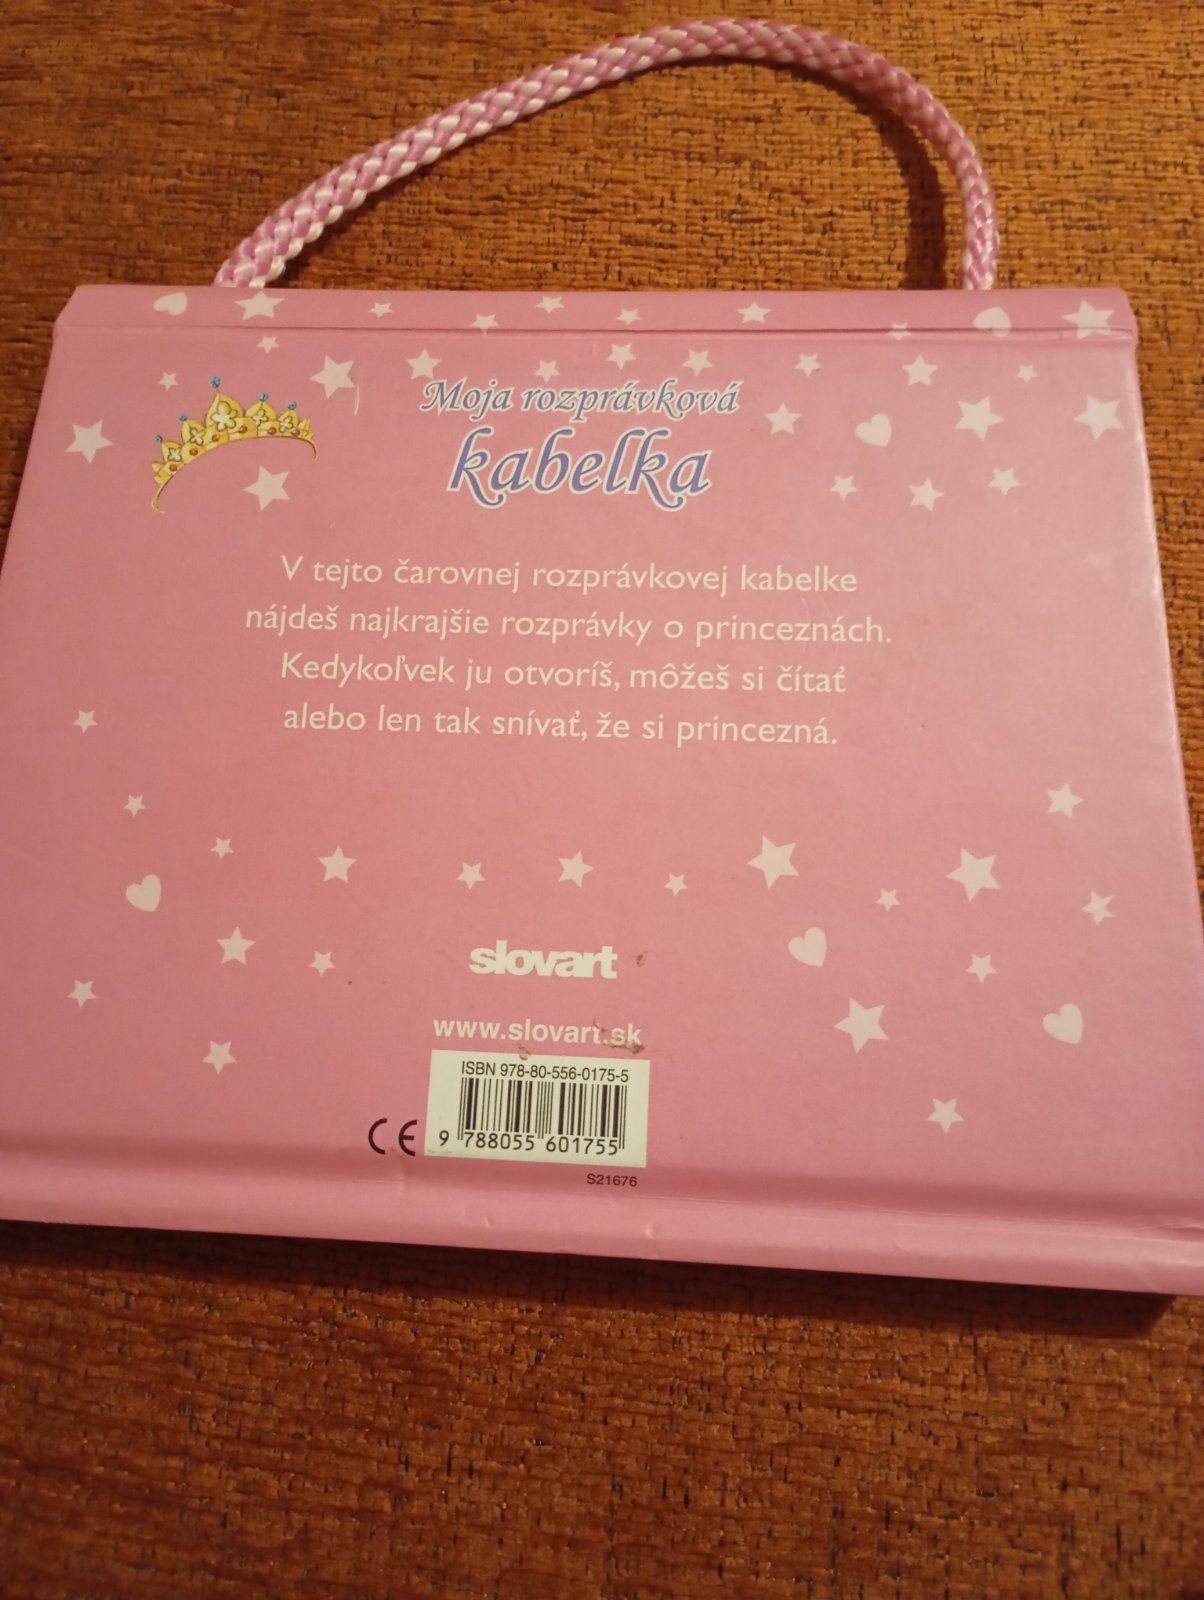 Moja rozprávková
kabelka
V tejto čarovnej rozprávkovej kabelke
nájdeš najkrajšie rozprávky o princeznách.
Kedykoľvek ju otvoríš, môžeš si čítať
alebo len tak snívať, že si princezná.
slovart
www.slovart.sk
ISBN 978-80-556-0175-5
CE
9 788055 601755
S21676